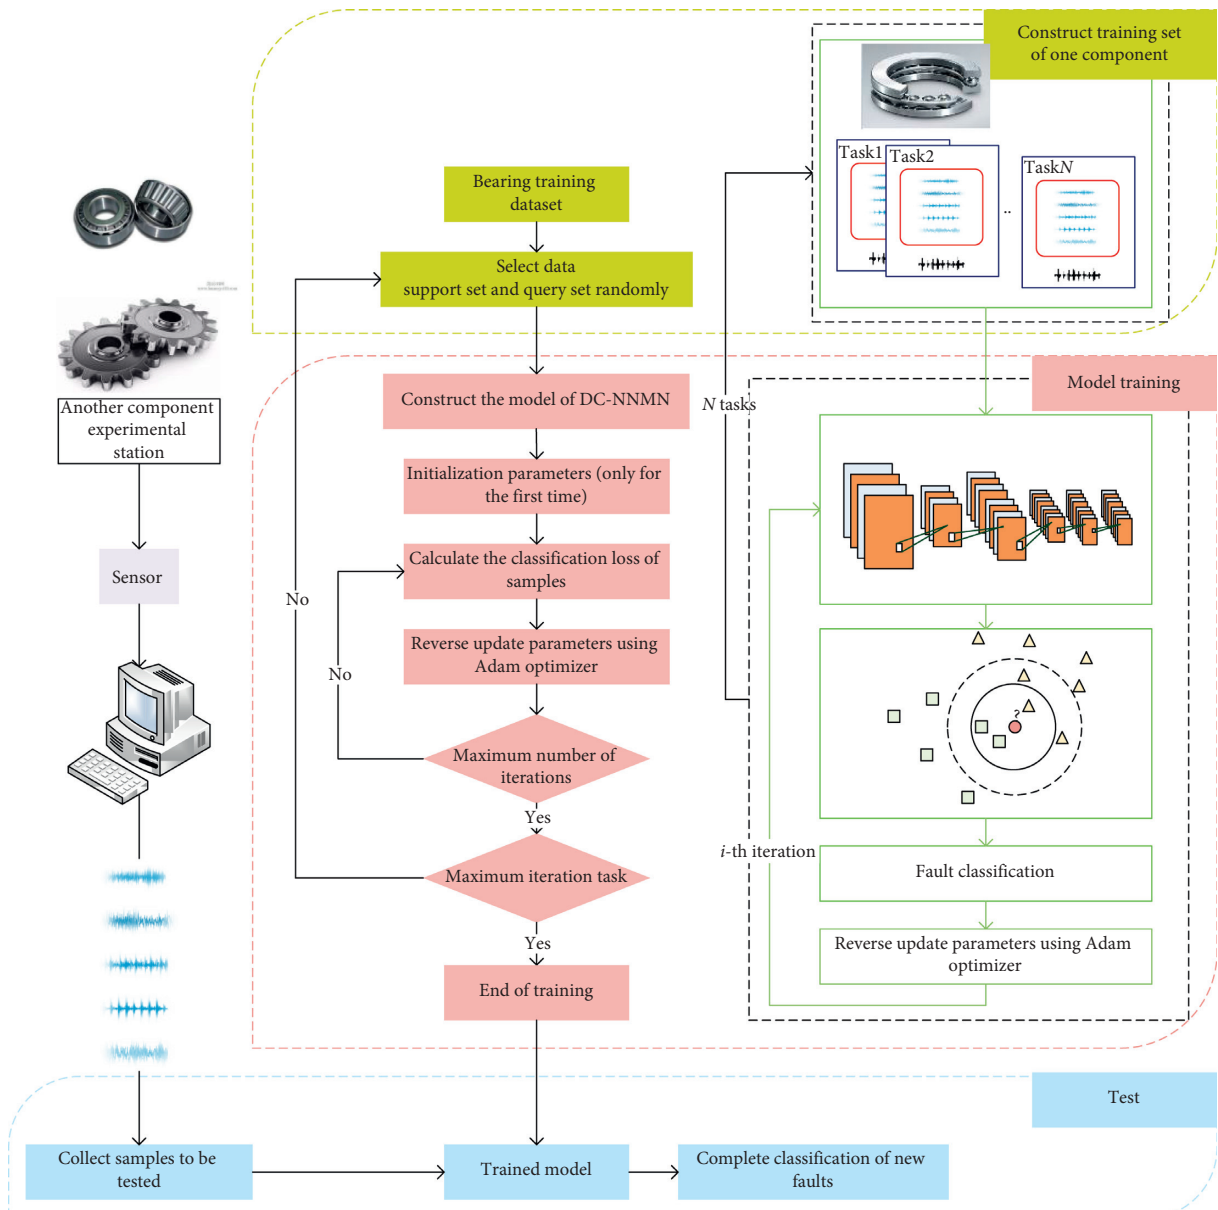 Construct training set
of one component
Task1
Task2
TaskN
..
Bearing training
dataset
Select data
support set and query set randomly
Another component
experimental
station
Sensor
Model training
Construct the model of DC-NNMN
N tasks
Initialization parameters (only for
the first time)
Calculate the classification loss of
samples
No
Reverse update parameters using
Adam optimizer
No
?
Maximum number of
iterations
Yes
i-th iteration
Maximum iteration task
Fault classification
Yes
Reverse update parameters using Adam
optimizer
End of training
Test
Collect samples to be
tested
Trained model
Complete classification of new
faults